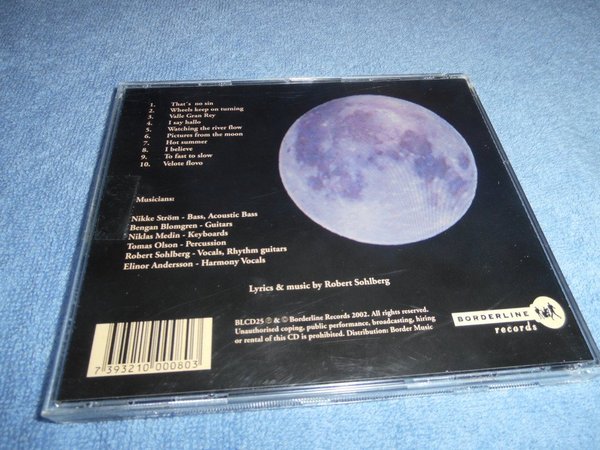 1. That´s no sin
2. Wheels keep on turning
3. Valle Gran Rey
4. I say hallo
5. Watching the river flow
6. Pictures from the moon
7. Hot summer
8. I believe
9. To fast to slow
10. Velote flovo
Musicians:
Nikke Ström - Bass, Acoustic Bass
Bengan Blomgren - Guitars
Niklas Medin - Keyboards
Tomas Olson - Percussion
Robert Sohlberg - Vocals, Rhythm guitars
Elinor Andersson - Harmony Vocals
Lyrics & music by Robert Sohlberg
BLCD25 ℗ & © Borderline Records 2002. All rights reserved.
Unauthorised coping, public performance, broadcasting, hiring
or rental of this CD is prohibited. Distribution: Border Music
BORDERLINE
records
7 393210 000803